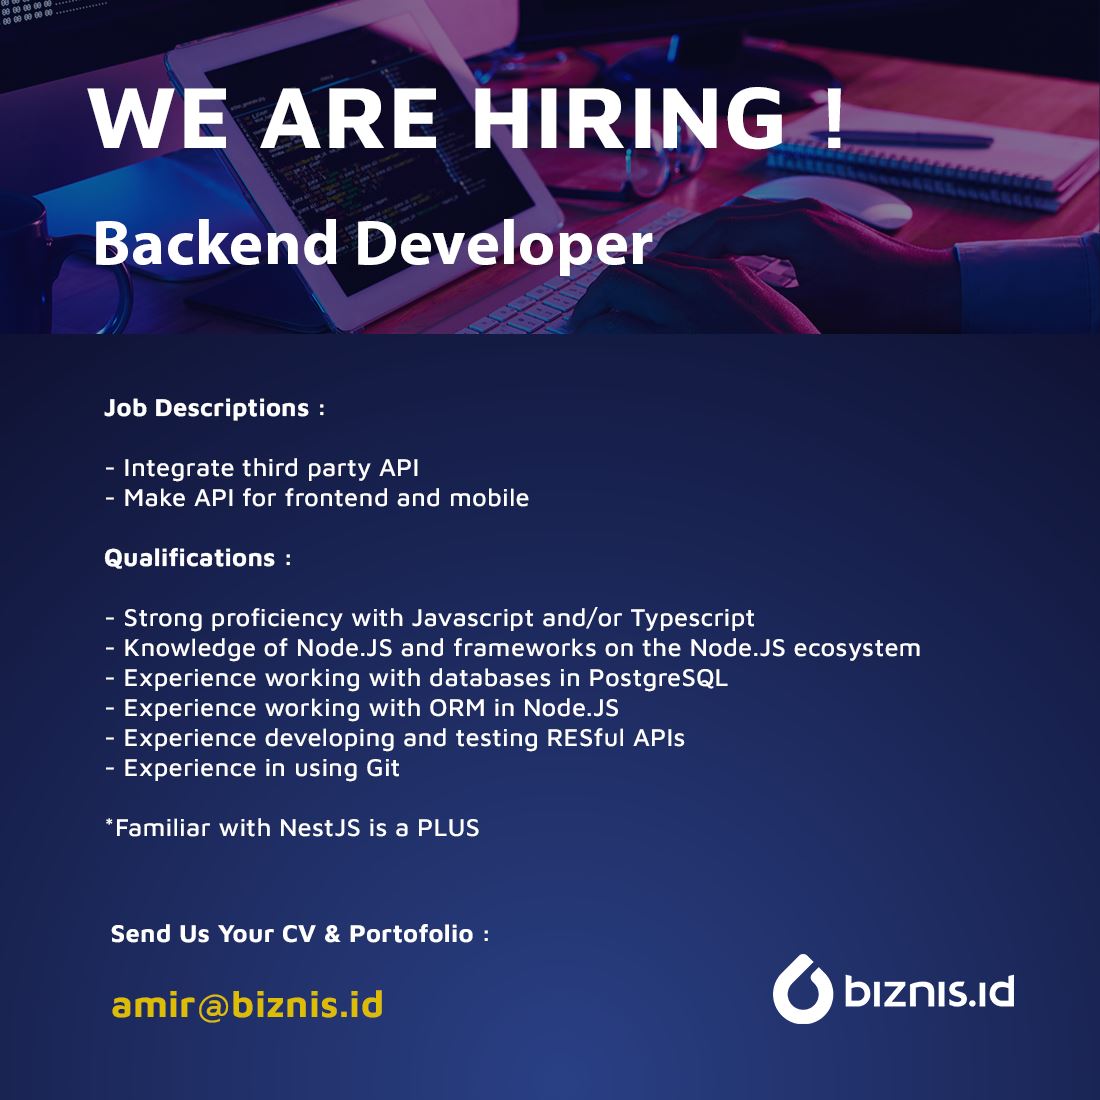 WE ARE HIRING !
Backend Developer
Job Descriptions :
- Integrate third party API
- Make API for frontend and mobile
Qualifications :
- Strong proficiency with Javascript and/or Typescript
- Knowledge of Node.JS and frameworks on the Node.JS ecosystem
- Experience working with databases in PostgreSQL
- Experience working with ORM in Node.JS
- Experience developing and testing RESful APIs
- Experience in using Git
*Familiar with NestJS is a PLUS
Send Us Your CV & Portofolio :
amir@biznis.id
biznis.id